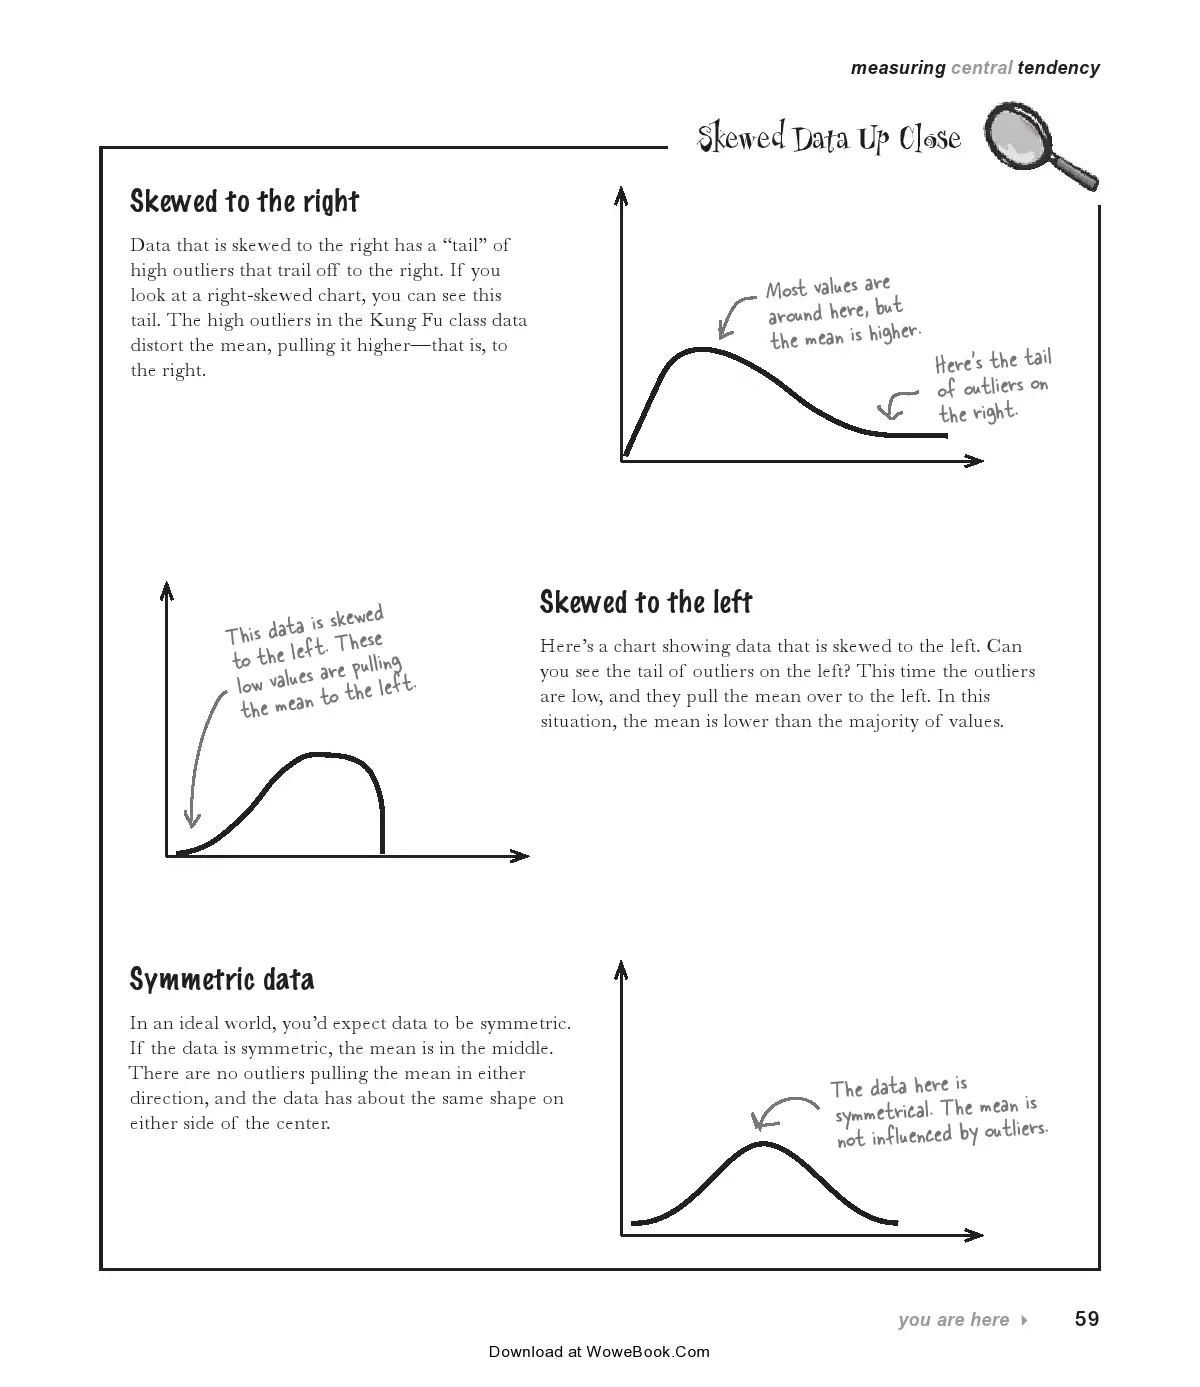 measuring central tendency
Skewed Data Up Close
Skewed to the right
Data that is skewed to the right has a “tail” of
high outliers that trail off to the right. If you
look at a right-skewed chart, you can see this
tail. The high outliers in the Kung Fu class data
distort the mean, pulling it higher—that is, to
the right.
Most values are
around here, but
the mean is higher.
Here's the tail
of outliers on
the right.
This data is skewed
to the left. These
low values are pulling
the mean to the left.
Skewed to the left
Here’s a chart showing data that is skewed to the left. Can
you see the tail of outliers on the left? This time the outliers
are low, and they pull the mean over to the left. In this
situation, the mean is lower than the majority of values.
Symmetric data
In an ideal world, you’d expect data to be symmetric.
If the data is symmetric, the mean is in the middle.
There are no outliers pulling the mean in either
direction, and the data has about the same shape on
either side of the center.
The data here is
symmetrical. The mean is
not influenced by outliers.
you are here 59
Download at WoweBook.Com